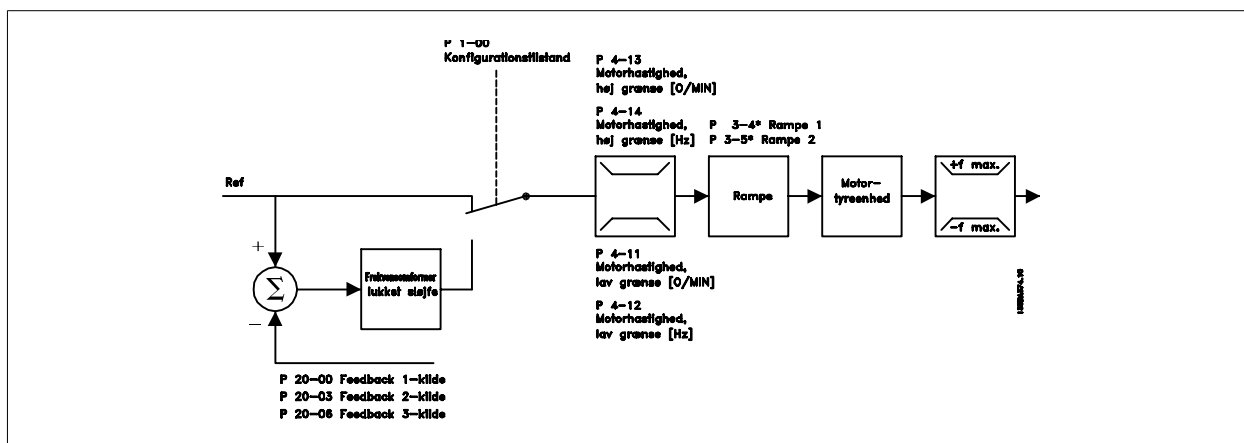 P 1-00
Konfigurationstilstand
P 4-13
Motorhastighed,
høj grænse [O/MIN]
P 4-14
Motorhastighed,
høj grænse [Hz]
P 3-4* Rampe 1
P 3-5* Rampe 2
Ref
+
Σ
−
Frekvensomformer
lukket sløjfe
Rampe
Motor-
tyreenhed
+f max.
−f max.
P 4-11
Motorhastighed,
lav grænse [O/MIN]
P 4-12
Motorhastighed,
lav grænse [Hz]
P 20-00 Feedback 1-kilde
P 20-03 Feedback 2-kilde
P 20-06 Feedback 3-kilde